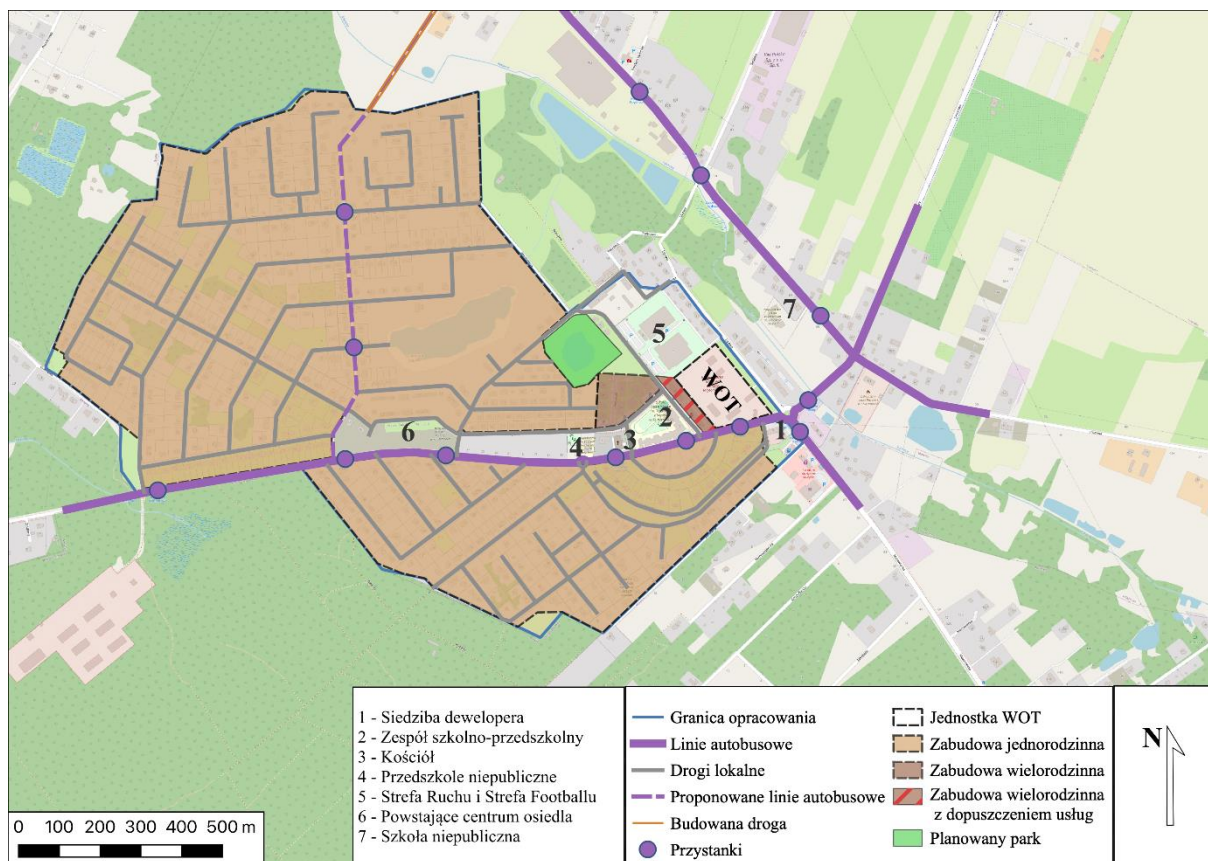 5
7
WOT
2
1
3
4
6
1 - Siedziba dewelopera
2 - Zespół szkolno-przedszkolny
3 - Kościół
4 - Przedszkole niepubliczne
5 - Strefa Ruchu i Strefa Footballu
6 - Powstające centrum osiedla
7 - Szkoła niepubliczna
Granica opracowania
Linie autobusowe
Drogi lokalne
Proponowane linie autobusowe
Budowana droga
Przystanki
Jednostka WOT
Zabudowa jednorodzinna
Zabudowa wielorodzinna
Zabudowa wielorodzinna
z dopuszczeniem usług
Planowany park
N
0 100 200 300 400 500 m